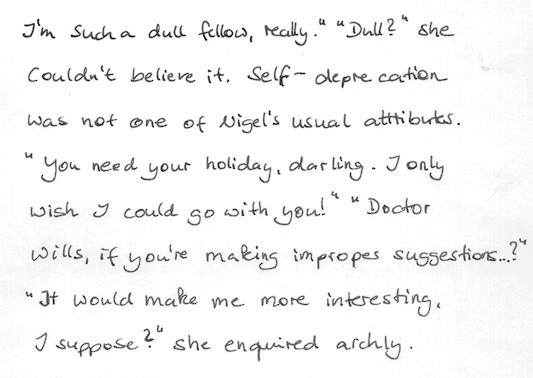 I'm such a dull fellow, really." "Dull?" she
couldn't believe it. Self-deprecation
was not one of Nigel's usual attributes.
"You need your holiday, darling. I only
wish I could go with you!" "Doctor
Wills, if you're making improper suggestions...?"
"It would make me more interesting,
I suppose?" she enquired archly.